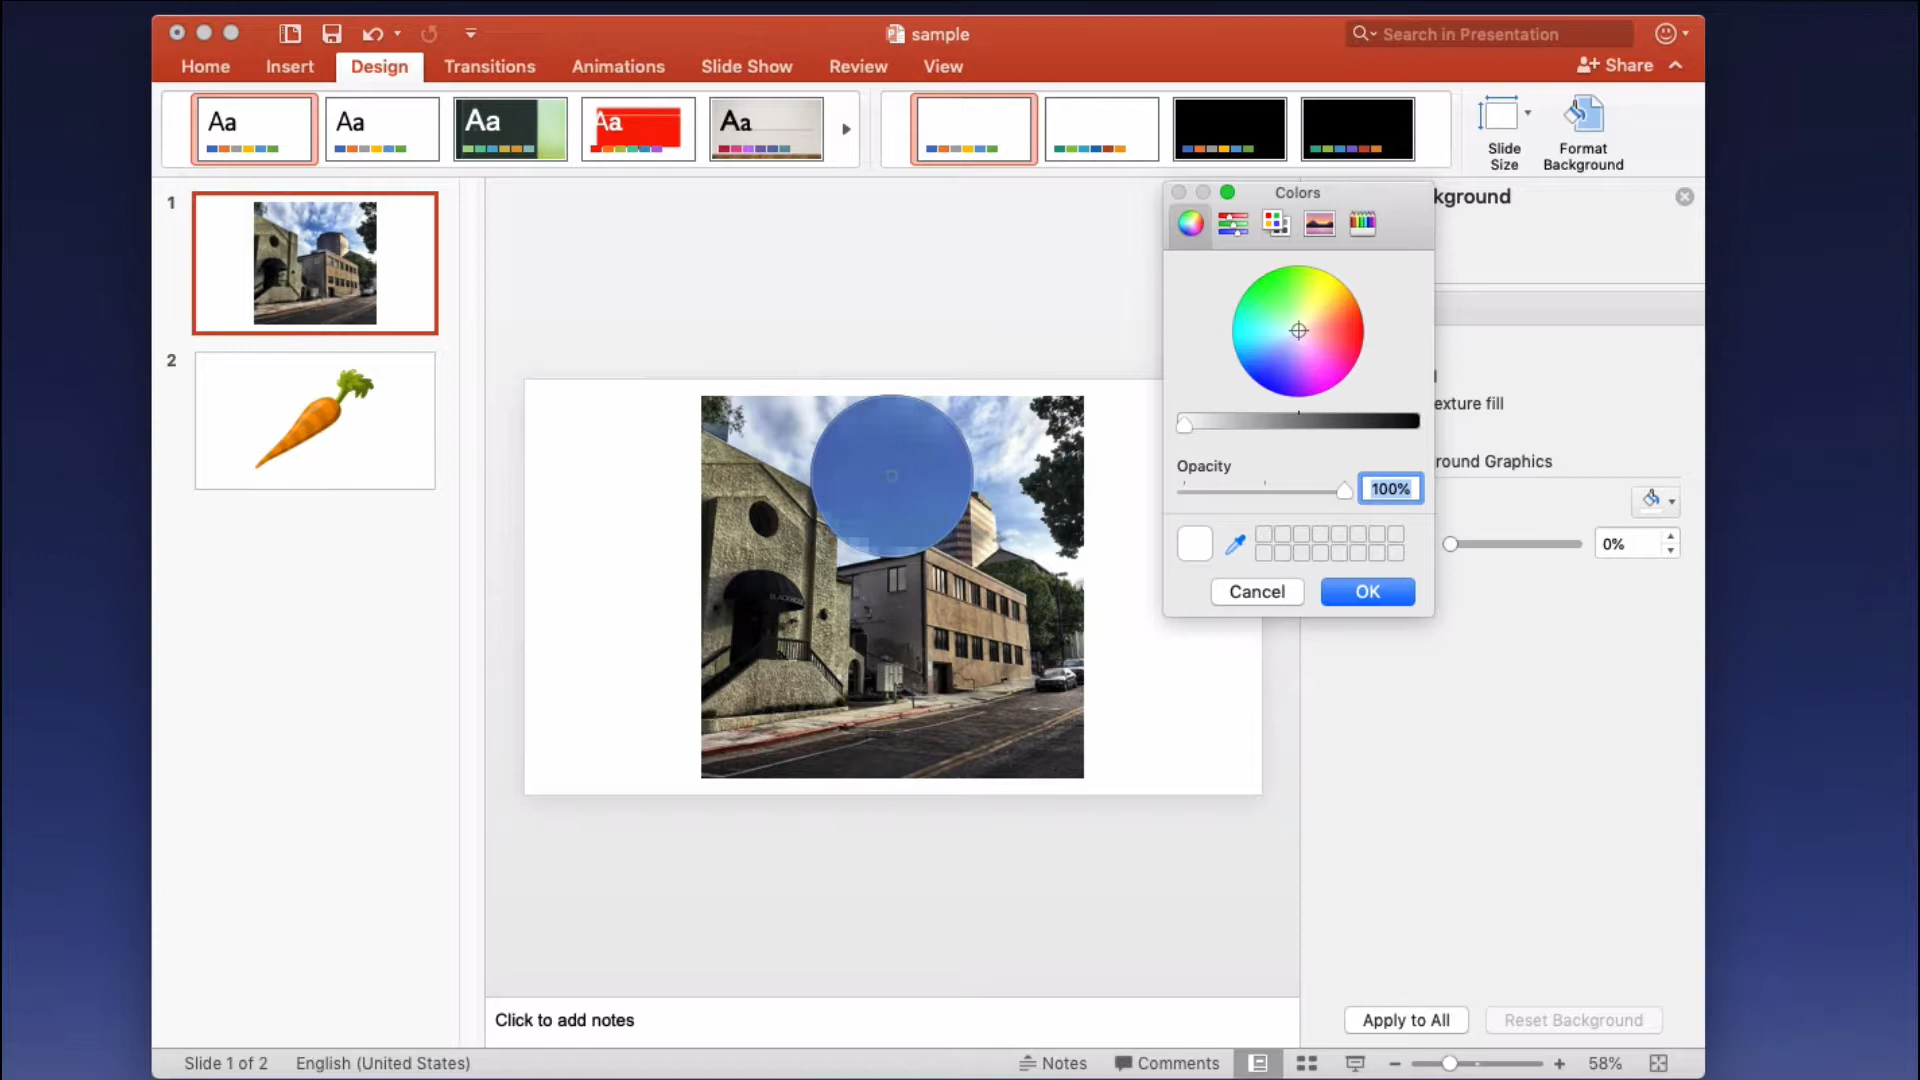 sample
Search in Presentation
Home Insert Design Transitions Animations Slide Show Review View
Share
Aa Aa Aa Aa Aa
Slide
Size
Format
Background
1
2
Colors
kground
exture fill
Opacity
100%
round Graphics
0%
Cancel OK
Click to add notes
Apply to All Reset Background
Slide 1 of 2 English (United States) Notes Comments 58%